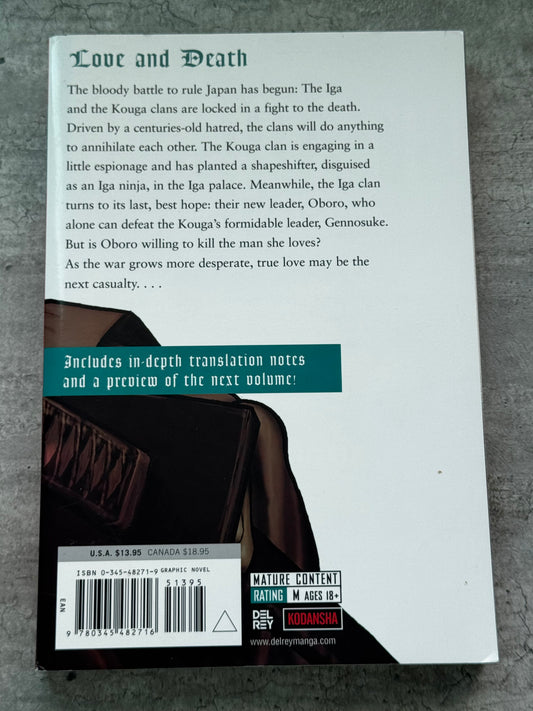 Love and Death
The bloody battle to rule Japan has begun: The Iga
and the Kouga clans are locked in a fight to the death.
Driven by a centuries-old hatred, the clans will do anything
to annihilate each other. The Kouga clan is engaging in a
little espionage and has planted a shapeshifter, disguised
as an Iga ninja, in the Iga palace. Meanwhile, the Iga clan
turns to its last, best hope: their new leader, Oboro, who
alone can defeat the Kouga's formidable leader, Gennosuke.
But is Oboro willing to kill the man she loves?
As the war grows more desperate, true love may be the
next casualty. . . .
Includes in-depth translation notes
and a preview of the next volume!
U.S.A. $13.95 CANADA $18.95
ISBN 0-345-48271-9 GRAPHIC NOVEL
51395
EAN
9 780345 482716
MATURE CONTENT
RATING M AGES 18+
DEL
REY
KODANSHA
www.delreymanga.com